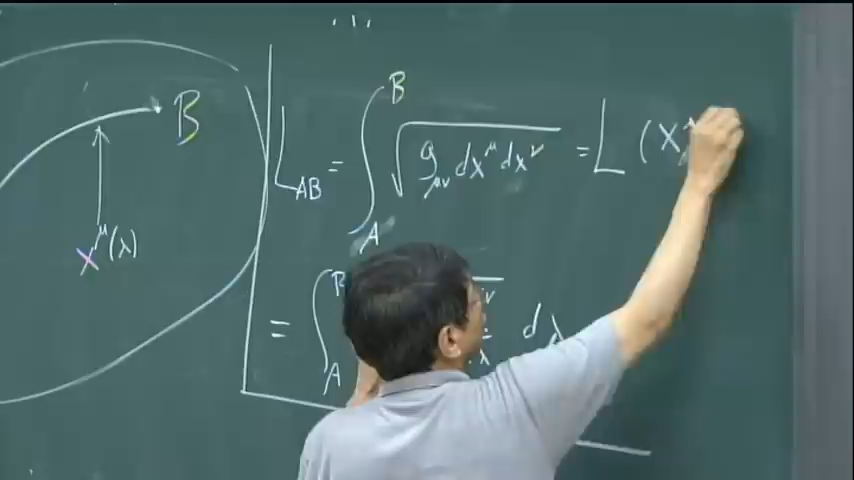 B
x^μ(λ)
L_AB = ∫_A^B √(g_μν dx^μ dx^ν) = L (x^μ
= ∫_A^B dλ